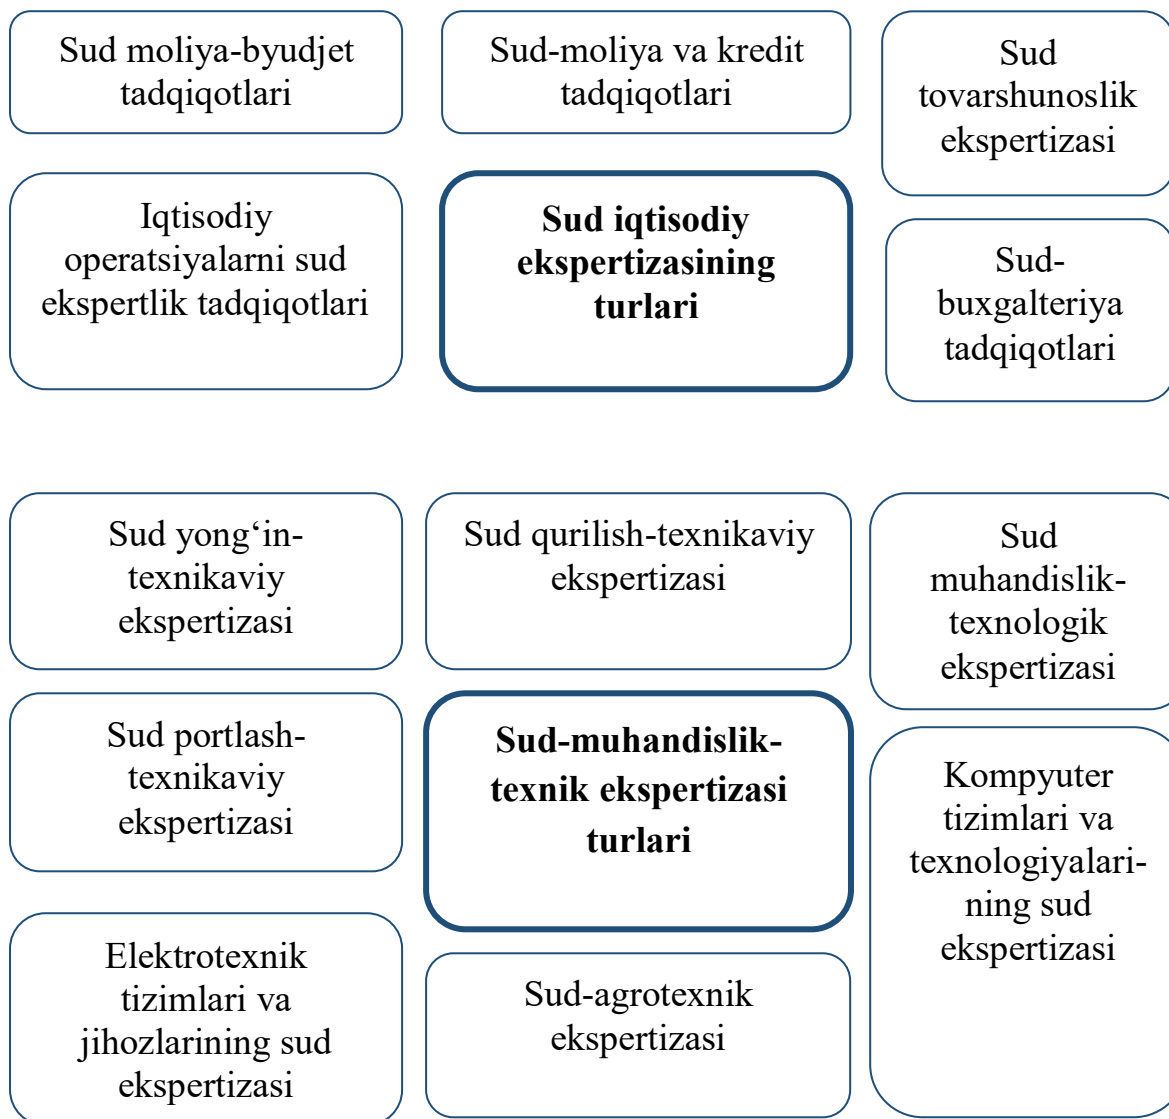 Sud moliya-byudjet
tadqiqotlari
Sud-moliya va kredit
tadqiqotlari
Sud
tovarshunoslik
ekspertizasi
Iqtisodiy
operatsiyalarni sud
ekspertlik tadqiqotlari
Sud iqtisodiy
ekspertizasining
turlari
Sud-
buxgalteriya
tadqiqotlari
Sud yong‘in-
texnikaviy
ekspertizasi
Sud qurilish-texnikaviy
ekspertizasi
Sud
muhandislik-
texnologik
ekspertizasi
Sud portlash-
texnikaviy
ekspertizasi
Sud-muhandislik-
texnik ekspertizasi
turlari
Kompyuter
tizimlari va
texnologiyalari-
ning sud
ekspertizasi
Elektrotexnik
tizimlari va
jihozlarining sud
ekspertizasi
Sud-agrotexnik
ekspertizasi